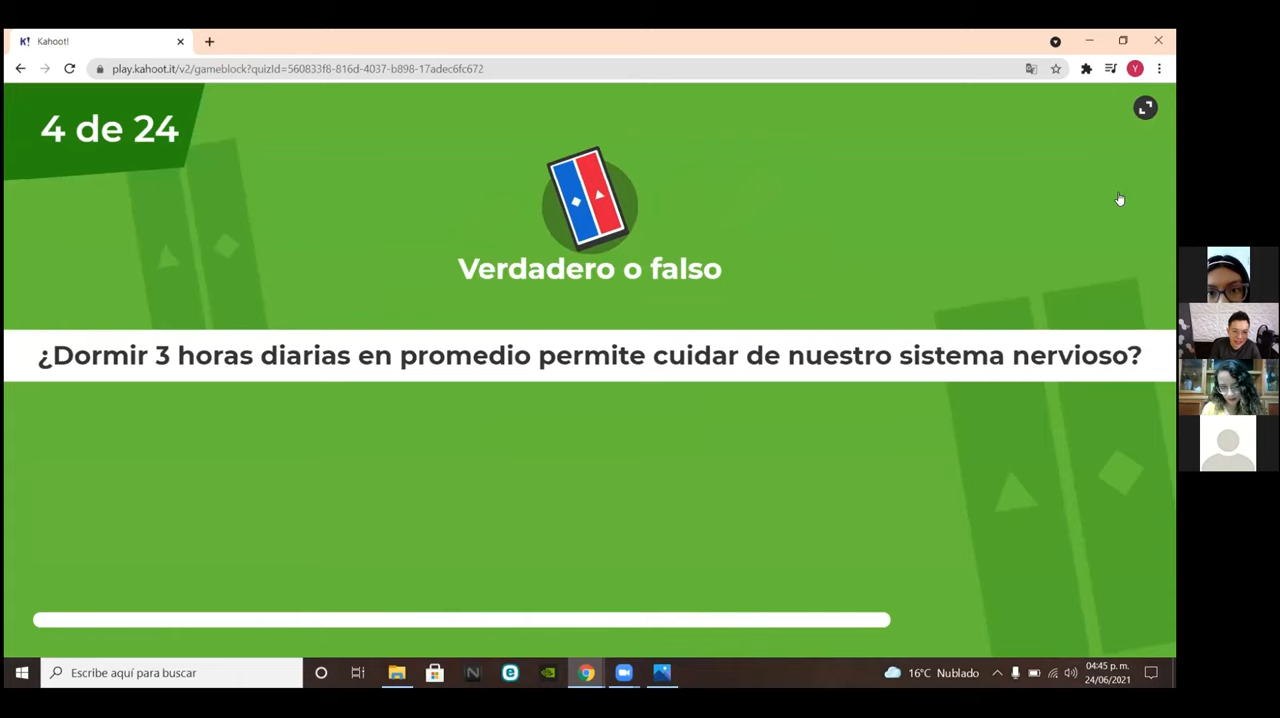 K! Kahoot!
play.kahoot.it/v2/gameblock?quizId=560833f8-816d-4037-b898-17adec6fc672
Y
4 de 24
Verdadero o falso
¿Dormir 3 horas diarias en promedio permite cuidar de nuestro sistema nervioso?
Escribe aquí para buscar
16°C Nublado
04:45 p. m.
24/06/2021